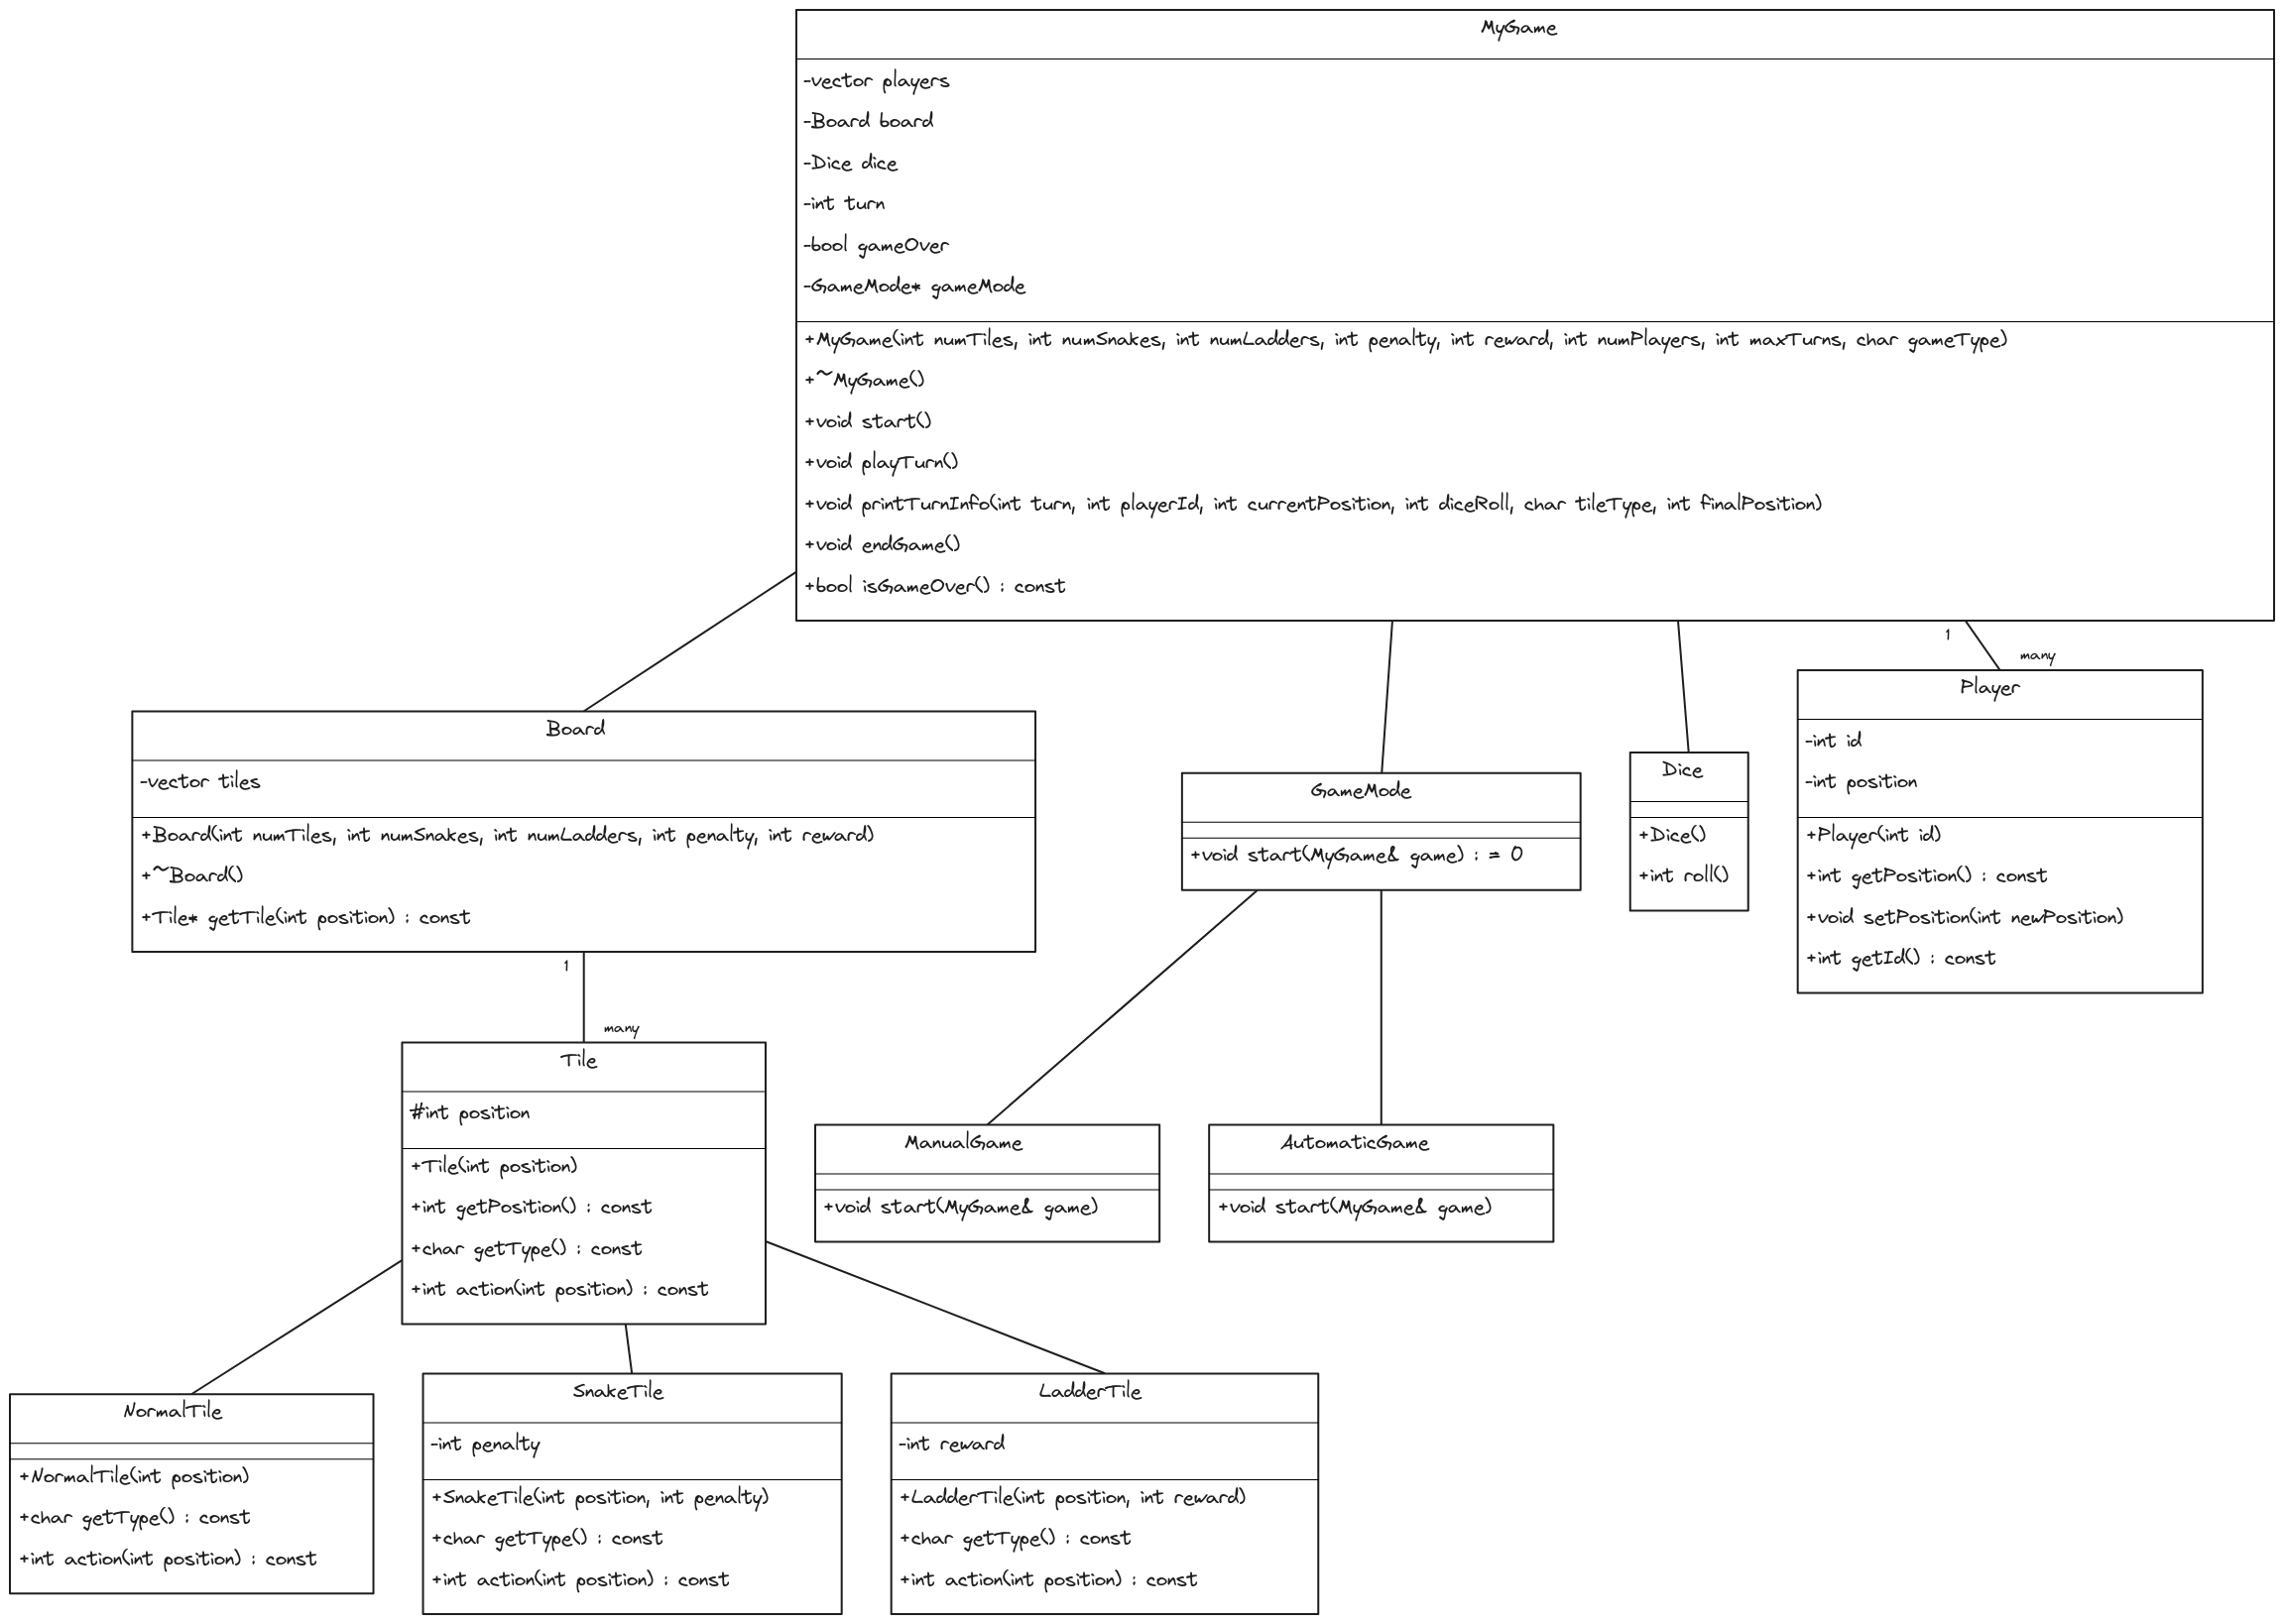 MyGame
-vector players
-Board board
-Dice dice
-int turn
-bool gameOver
-GameMode* gameMode
+MyGame(int numTiles, int numSnakes, int numLadders, int penalty, int reward, int numPlayers, int maxTurns, char gameType)
+~MyGame()
+void start()
+void playTurn()
+void printTurnInfo(int turn, int playerId, int currentPosition, int diceRoll, char tileType, int finalPosition)
+void endGame()
+bool isGameOver() : const
1
many
Board
-vector tiles
+Board(int numTiles, int numSnakes, int numLadders, int penalty, int reward)
+~Board()
+Tile* getTile(int position) : const
GameMode
+void start(MyGame& game) : = 0
Dice
+Dice()
+int roll()
Player
-int id
-int position
+Player(int id)
+int getPosition() : const
+void setPosition(int newPosition)
+int getId() : const
1
many
Tile
#int position
+Tile(int position)
+int getPosition() : const
+char getType() : const
+int action(int position) : const
ManualGame
+void start(MyGame& game)
AutomaticGame
+void start(MyGame& game)
NormalTile
+NormalTile(int position)
+char getType() : const
+int action(int position) : const
SnakeTile
-int penalty
+SnakeTile(int position, int penalty)
+char getType() : const
+int action(int position) : const
LadderTile
-int reward
+LadderTile(int position, int reward)
+char getType() : const
+int action(int position) : const